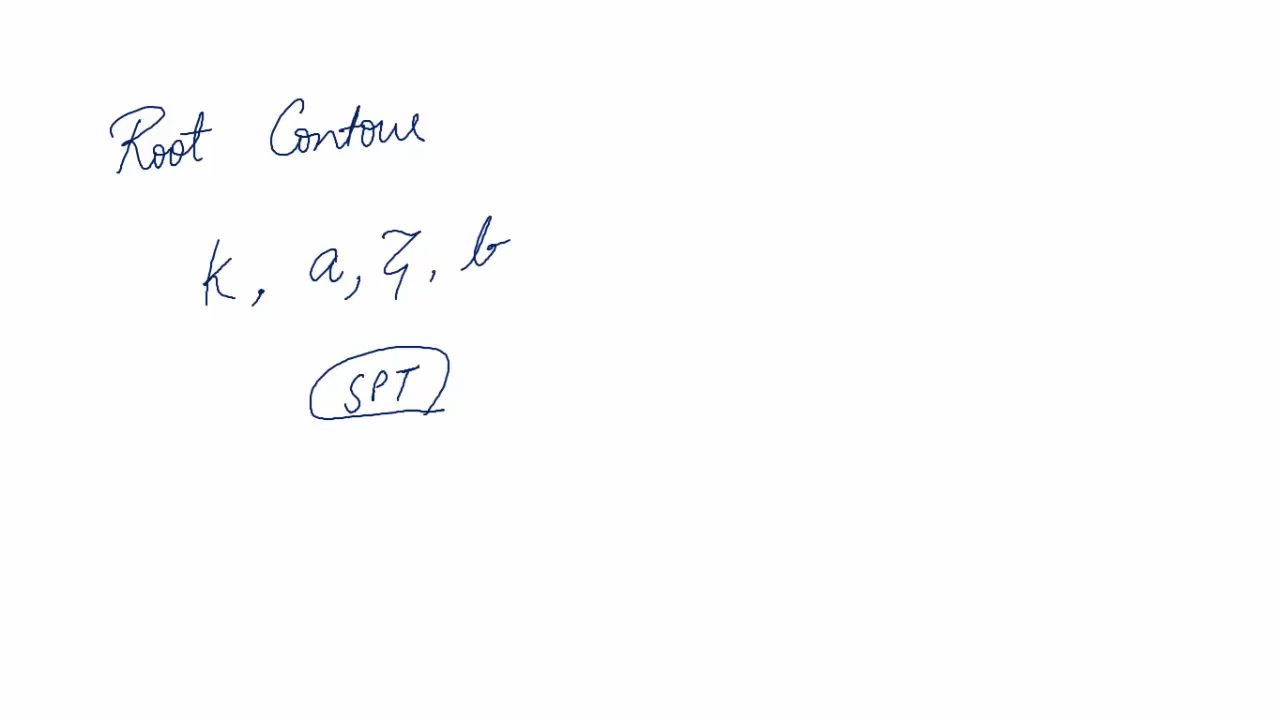 Root Contour
k, a, ζ, b
SPT